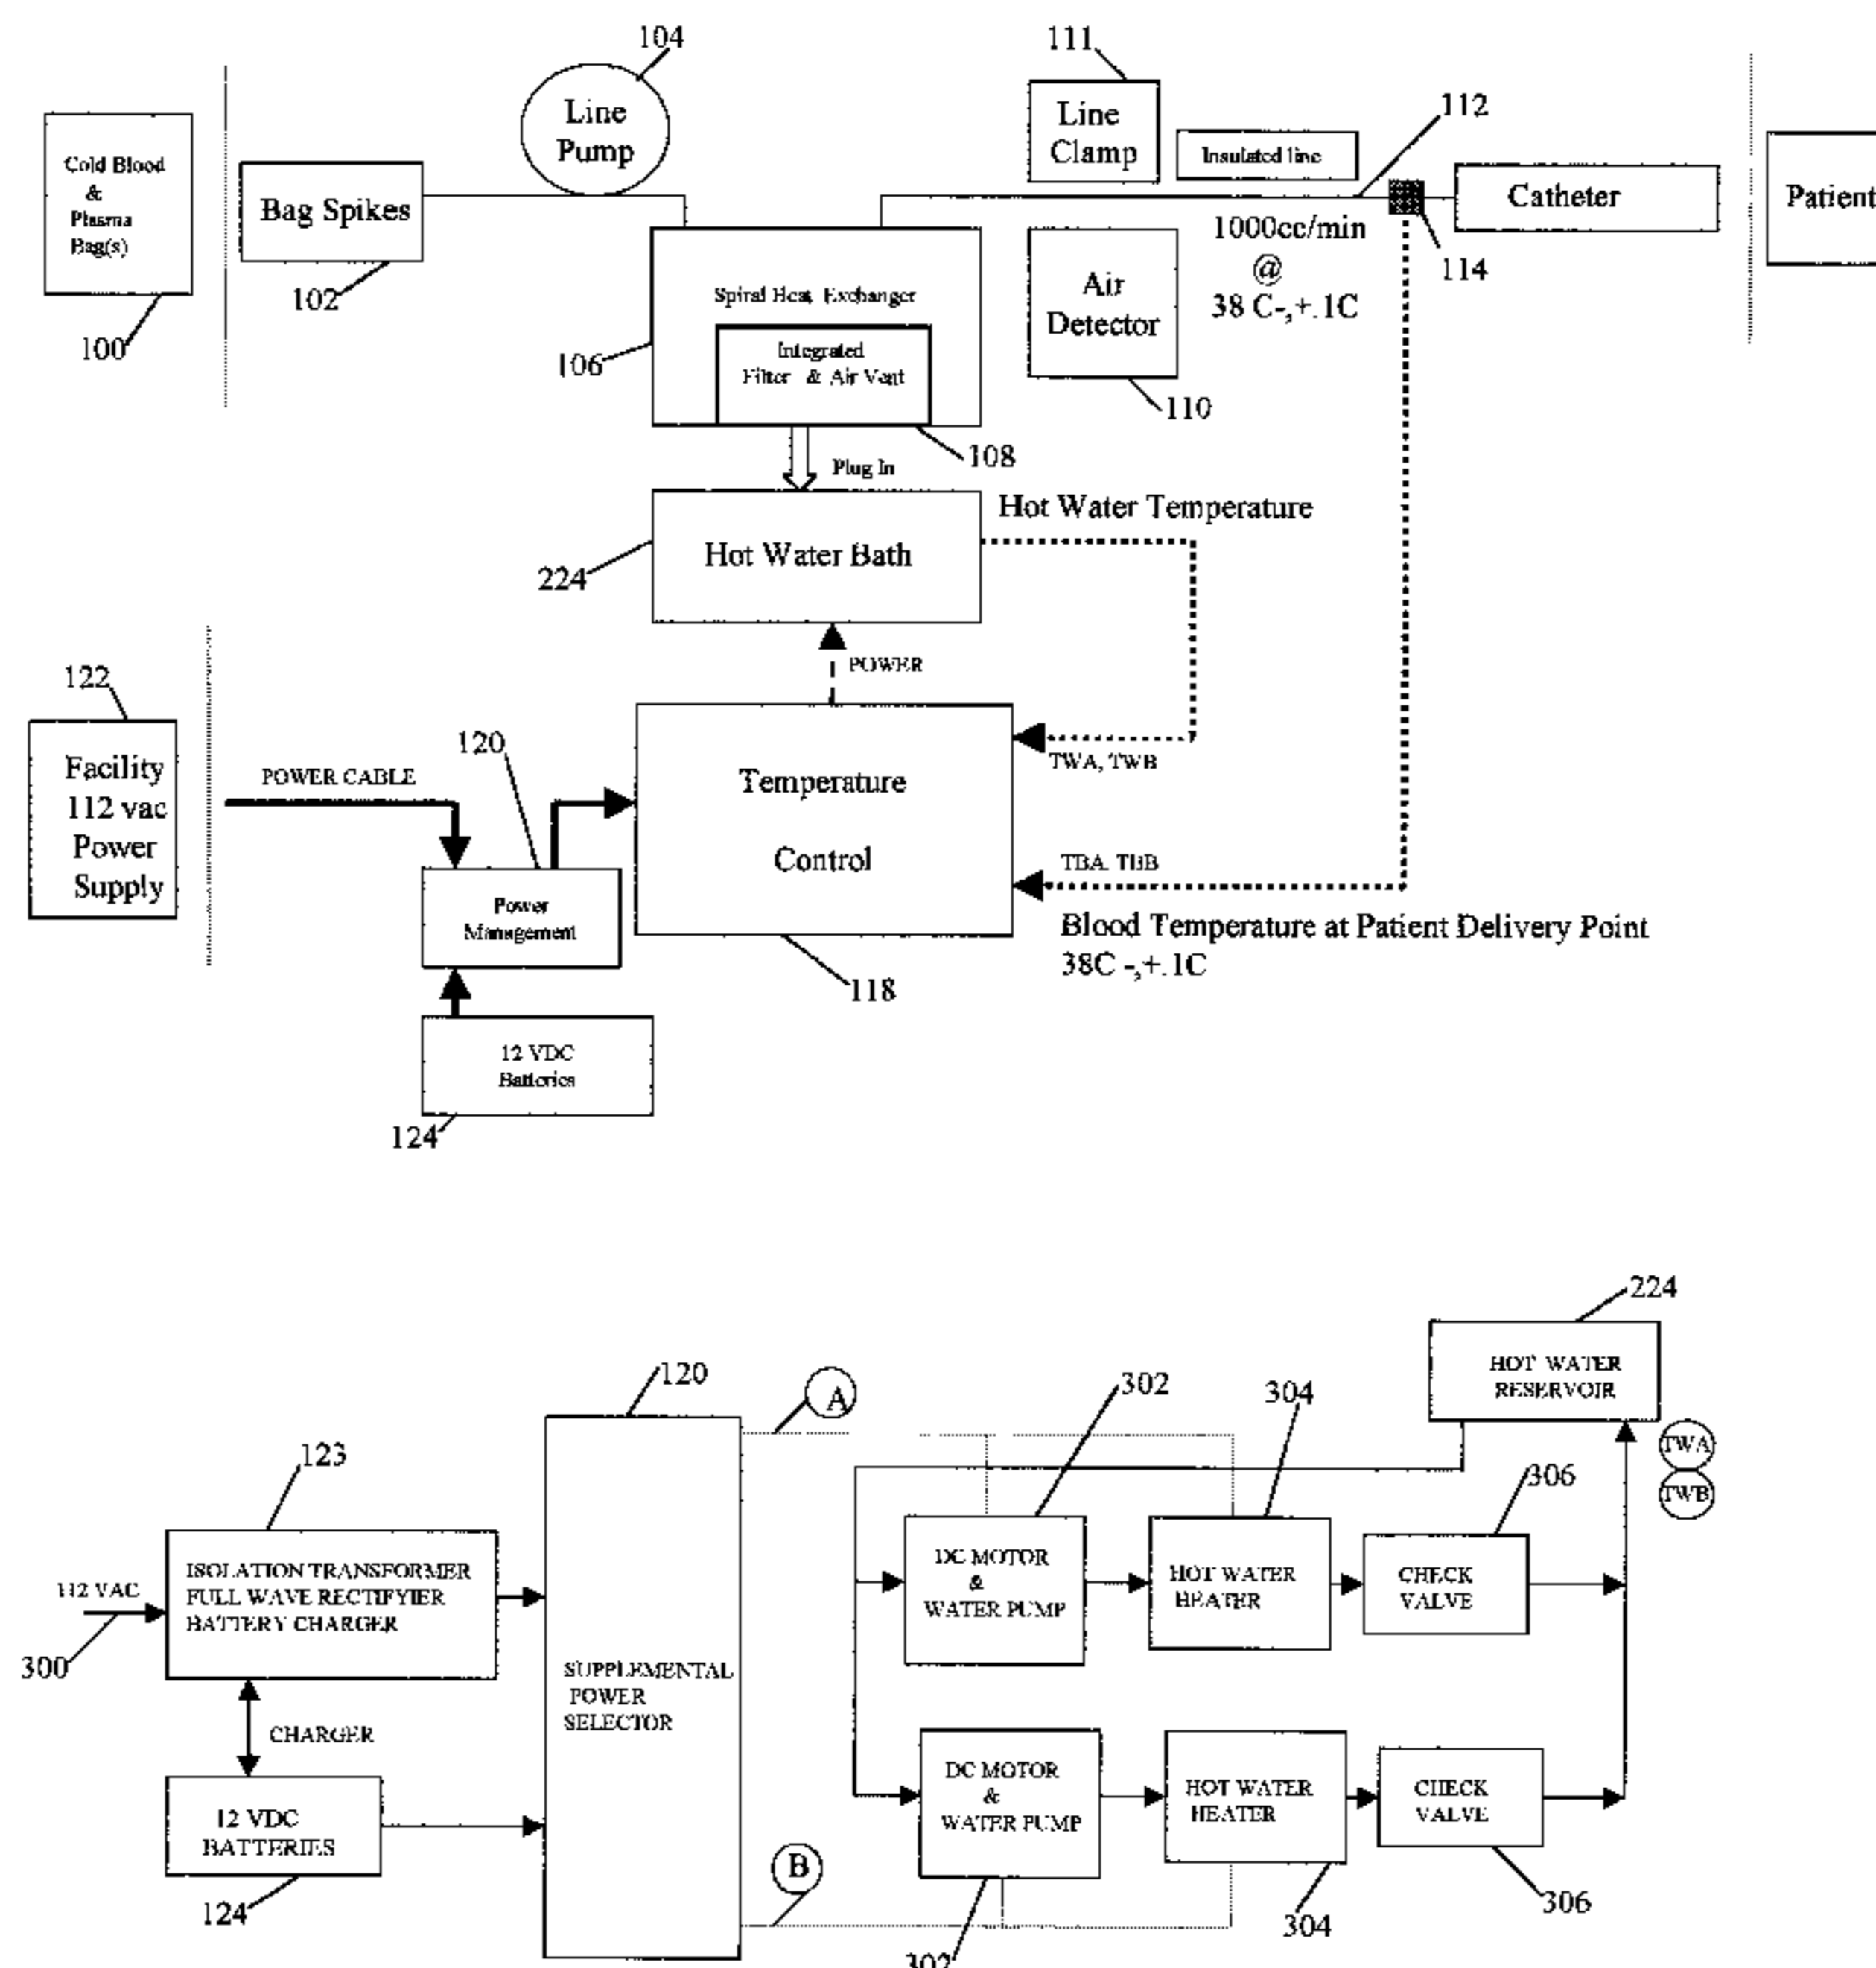 104
Line
Pump
111
Line
Clamp
112
Insulated line
Cold Blood
&
Plasma
Bag(s)
Bag Spikes
Catheter
Patient
1000cc/min
@
38 C-,+.1C
114
102
100
Spiral Heat Exchanger
Air
Detector
106
Integrated
Filter & Air Vent
110
108
Plug In
Hot Water Temperature
Hot Water Bath
224
POWER
122
120
TWA, TWB
Facility
112 vac
Power
Supply
POWER CABLE
Temperature
Control
TBA. TBB
Power
Management
Blood Temperature at Patient Delivery Point
38C -,+.1C
118
12 VDC
Batteries
124
224
HOT WATER
RESERVOIR
120
A
302
304
TWA
TWB
123
306
ISOLATION TRANSFORMER
FULL WAVE RECTIFYIER
BATTERY CHARGER
112 VAC
300
DC MOTOR
&
WATER PUMP
HOT WATER
HEATER
CHECK
VALVE
SUPPLEMENTAL
POWER
SELECTOR
CHARGER
12 VDC
BATTERIES
124
DC MOTOR
&
WATER PUMP
HOT WATER
HEATER
CHECK
VALVE
B
302
304
306